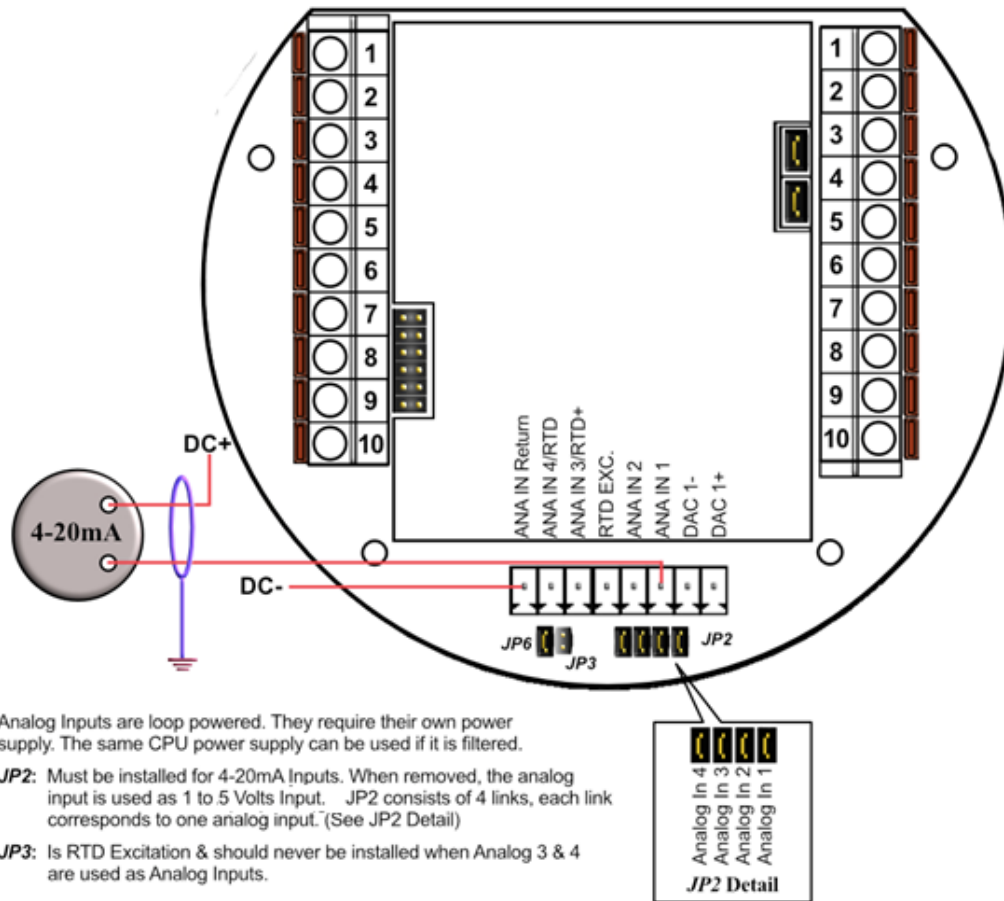 1
2
3
4
5
6
7
8
9
10
1
2
3
4
5
6
7
8
9
10
ANA IN Return
ANA IN 4/RTD
ANA IN 3/RTD+
RTD EXC.
ANA IN 2
ANA IN 1
DAC 1-
DAC 1+
DC+
4-20mA
DC-
JP6
JP3
JP2
Analog Inputs are loop powered. They require their own power
supply. The same CPU power supply can be used if it is filtered.
JP2: Must be installed for 4-20mA Inputs. When removed, the analog
input is used as 1 to 5 Volts Input. JP2 consists of 4 links, each link
corresponds to one analog input. (See JP2 Detail)
JP3: Is RTD Excitation & should never be installed when Analog 3 & 4
are used as Analog Inputs.
Analog In 4
Analog In 3
Analog In 2
Analog In 1
JP2 Detail